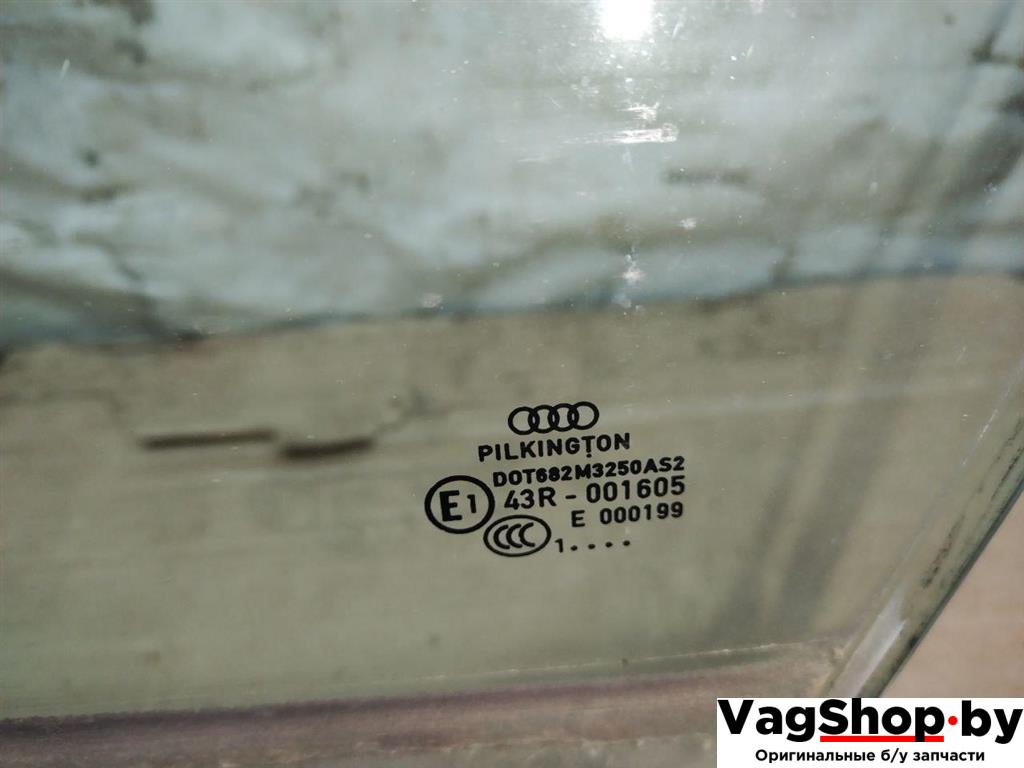 PILKINGTON
DOT682M3250AS2
E1 43R - 001605
E 000199
CCC 1....
VagShop.by
Оригинальные б/у запчасти